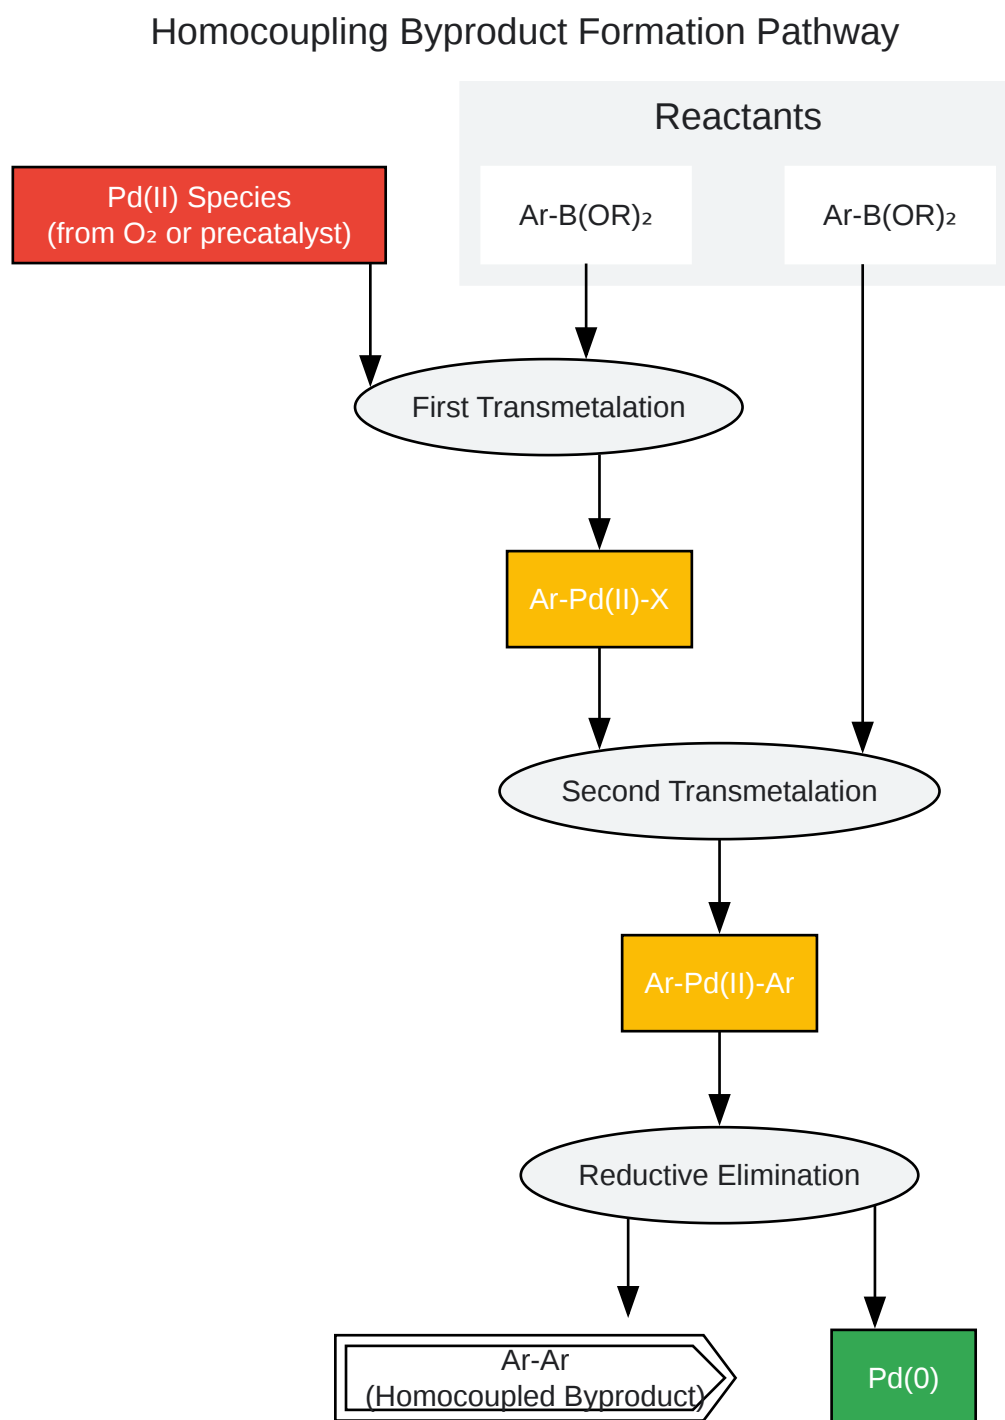 Homocoupling Byproduct Formation Pathway
Reactants
Pd(II) Species
(from O₂ or precatalyst)
Ar-B(OR)₂
Ar-B(OR)₂
First Transmetalation
Ar-Pd(II)-X
Second Transmetalation
Ar-Pd(II)-Ar
Reductive Elimination
Ar-Ar
(Homocoupled Byproduct)
Pd(0)